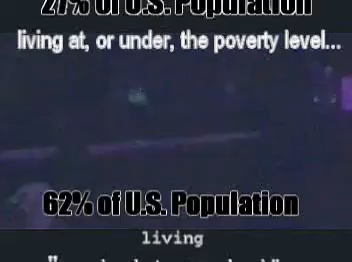 27% of U.S. Population
living at, or under, the poverty level...
62% of U.S. Population
living